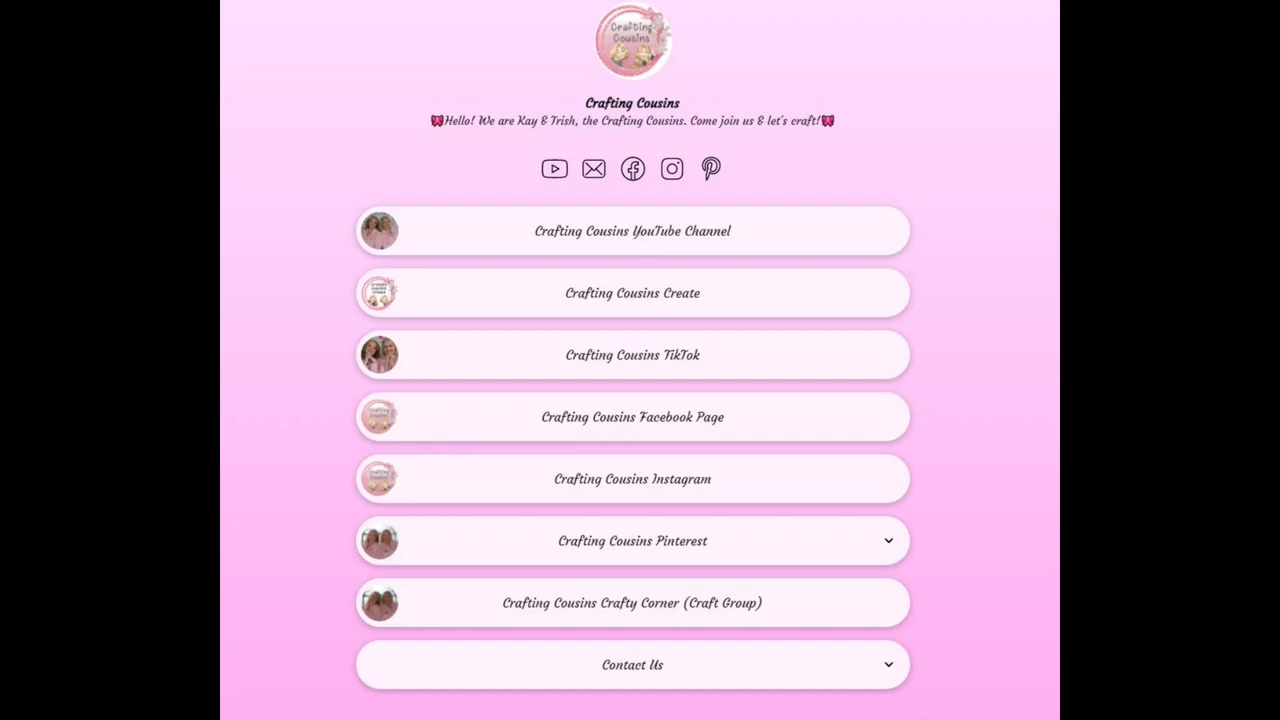 Crafting
Cousins
Crafting Cousins
🎀Hello! We are Kay & Trish, the Crafting Cousins. Come join us & let's craft!🎀
Crafting Cousins YouTube Channel
Crafting Cousins Create
Crafting Cousins TikTok
Crafting Cousins Facebook Page
Crafting Cousins Instagram
Crafting Cousins Pinterest
Crafting Cousins Crafty Corner (Craft Group)
Contact Us